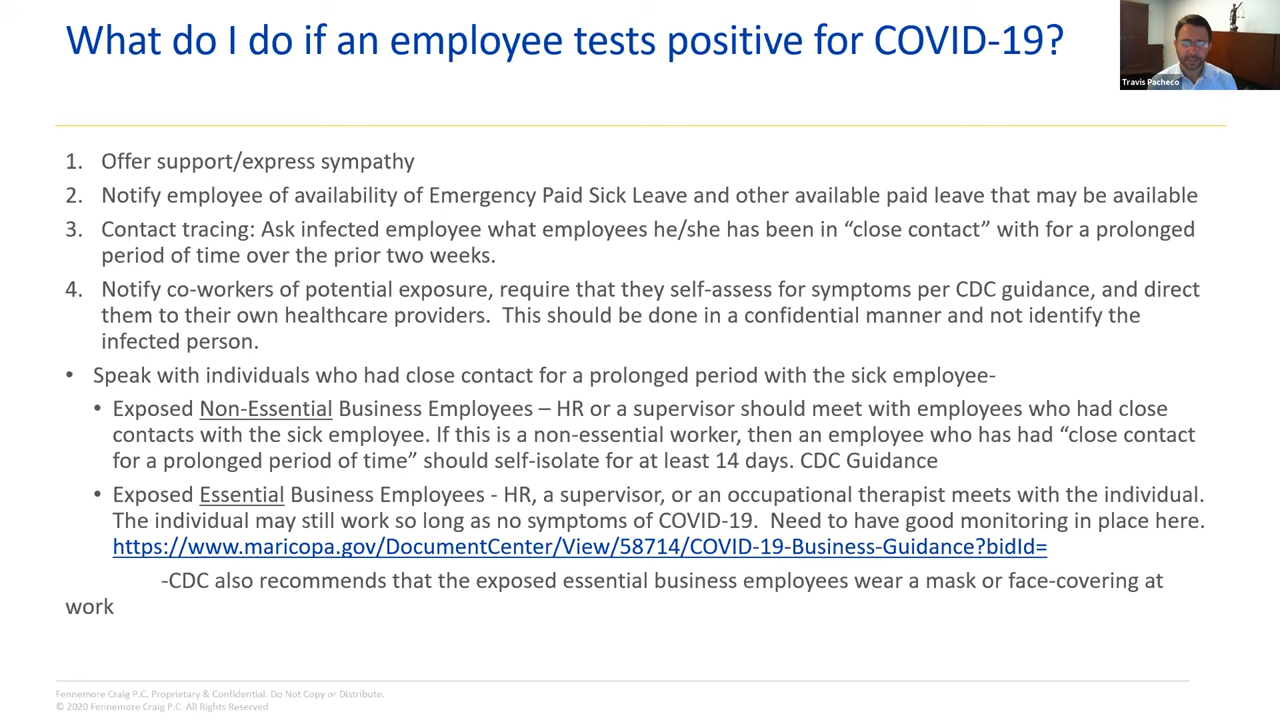 What do I do if an employee tests positive for COVID-19?
Travis Pacheco
1. Offer support/express sympathy
2. Notify employee of availability of Emergency Paid Sick Leave and other available paid leave that may be available
3. Contact tracing: Ask infected employee what employees he/she has been in “close contact” with for a prolonged
period of time over the prior two weeks.
4. Notify co-workers of potential exposure, require that they self-assess for symptoms per CDC guidance, and direct
them to their own healthcare providers.  This should be done in a confidential manner and not identify the
infected person.
• Speak with individuals who had close contact for a prolonged period with the sick employee-
• Exposed Non-Essential Business Employees – HR or a supervisor should meet with employees who had close
contacts with the sick employee. If this is a non-essential worker, then an employee who has had “close contact
for a prolonged period of time” should self-isolate for at least 14 days. CDC Guidance
• Exposed Essential Business Employees - HR, a supervisor, or an occupational therapist meets with the individual.
The individual may still work so long as no symptoms of COVID-19.  Need to have good monitoring in place here.
https://www.maricopa.gov/DocumentCenter/View/58714/COVID-19-Business-Guidance?bidId=
-CDC also recommends that the exposed essential business employees wear a mask or face-covering at
work
Fennemore Craig P.C. Proprietary & Confidential. Do Not Copy or Distribute.
© 2020 Fennemore Craig P.C. All Rights Reserved